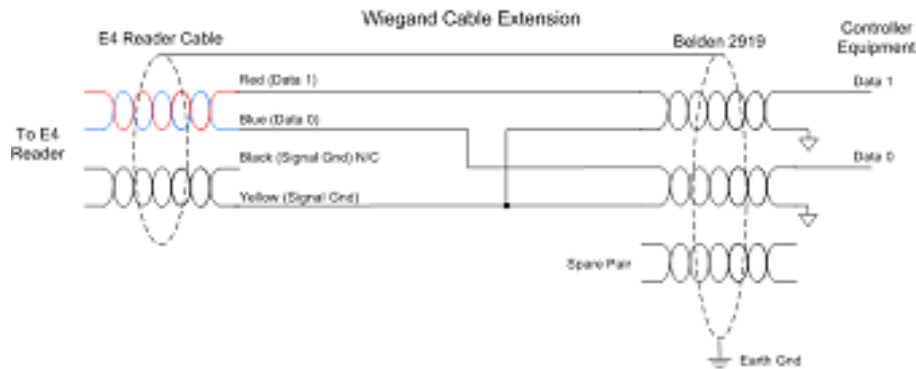 Wiegand Cable Extension
E4 Reader Cable
Belden 2919
Controller
Equipment
Red (Data 1)
Data 1
Blue (Data 0)
To E4
Reader
Black (Signal Gnd) N/C
Data 0
Yellow (Signal Gnd)
Spare Pair
Earth Gnd